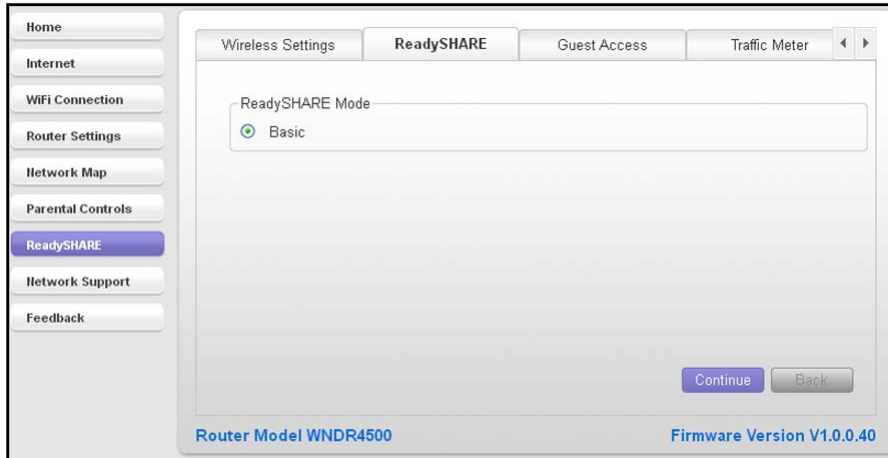 Home
Internet
WiFi Connection
Router Settings
Network Map
Parental Controls
ReadySHARE
Network Support
Feedback
Wireless Settings
ReadySHARE
Guest Access
Traffic Meter
ReadySHARE Mode
Basic
Continue
Back
Router Model WNDR4500
Firmware Version V1.0.0.40